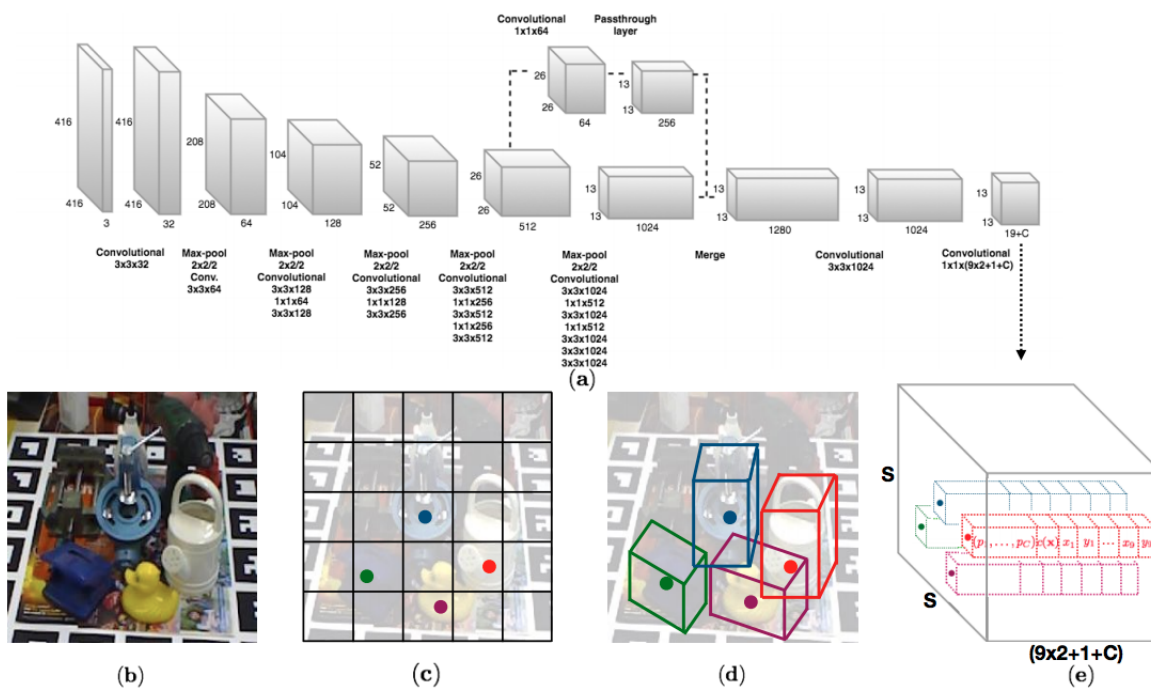 Convolutional
1x1x64
Passthrough
layer
26
26
64
13
13
256
416
416
3
416
416
32
208
208
64
104
104
128
52
52
256
26
26
512
13
13
1024
13
13
1280
13
13
1024
13
13
19+C
Convolutional
3x3x32
Max-pool
2x2/2
Conv.
3x3x64
Max-pool
2x2/2
Convolutional
3x3x128
1x1x64
3x3x128
Max-pool
2x2/2
Convolutional
3x3x256
1x1x128
3x3x256
Max-pool
2x2/2
Convolutional
3x3x512
1x1x256
3x3x512
1x1x256
3x3x512
Max-pool
2x2/2
Convolutional
3x3x1024
1x1x512
3x3x1024
1x1x512
3x3x1024
3x3x1024
3x3x1024
Merge
Convolutional
3x3x1024
Convolutional
1x1x(9x2+1+C)
(a)
S
S
, ... , p_C) c(x) x₁ y₁ ... x₉
(9x2+1+C)
(b)
(c)
(d)
(e)